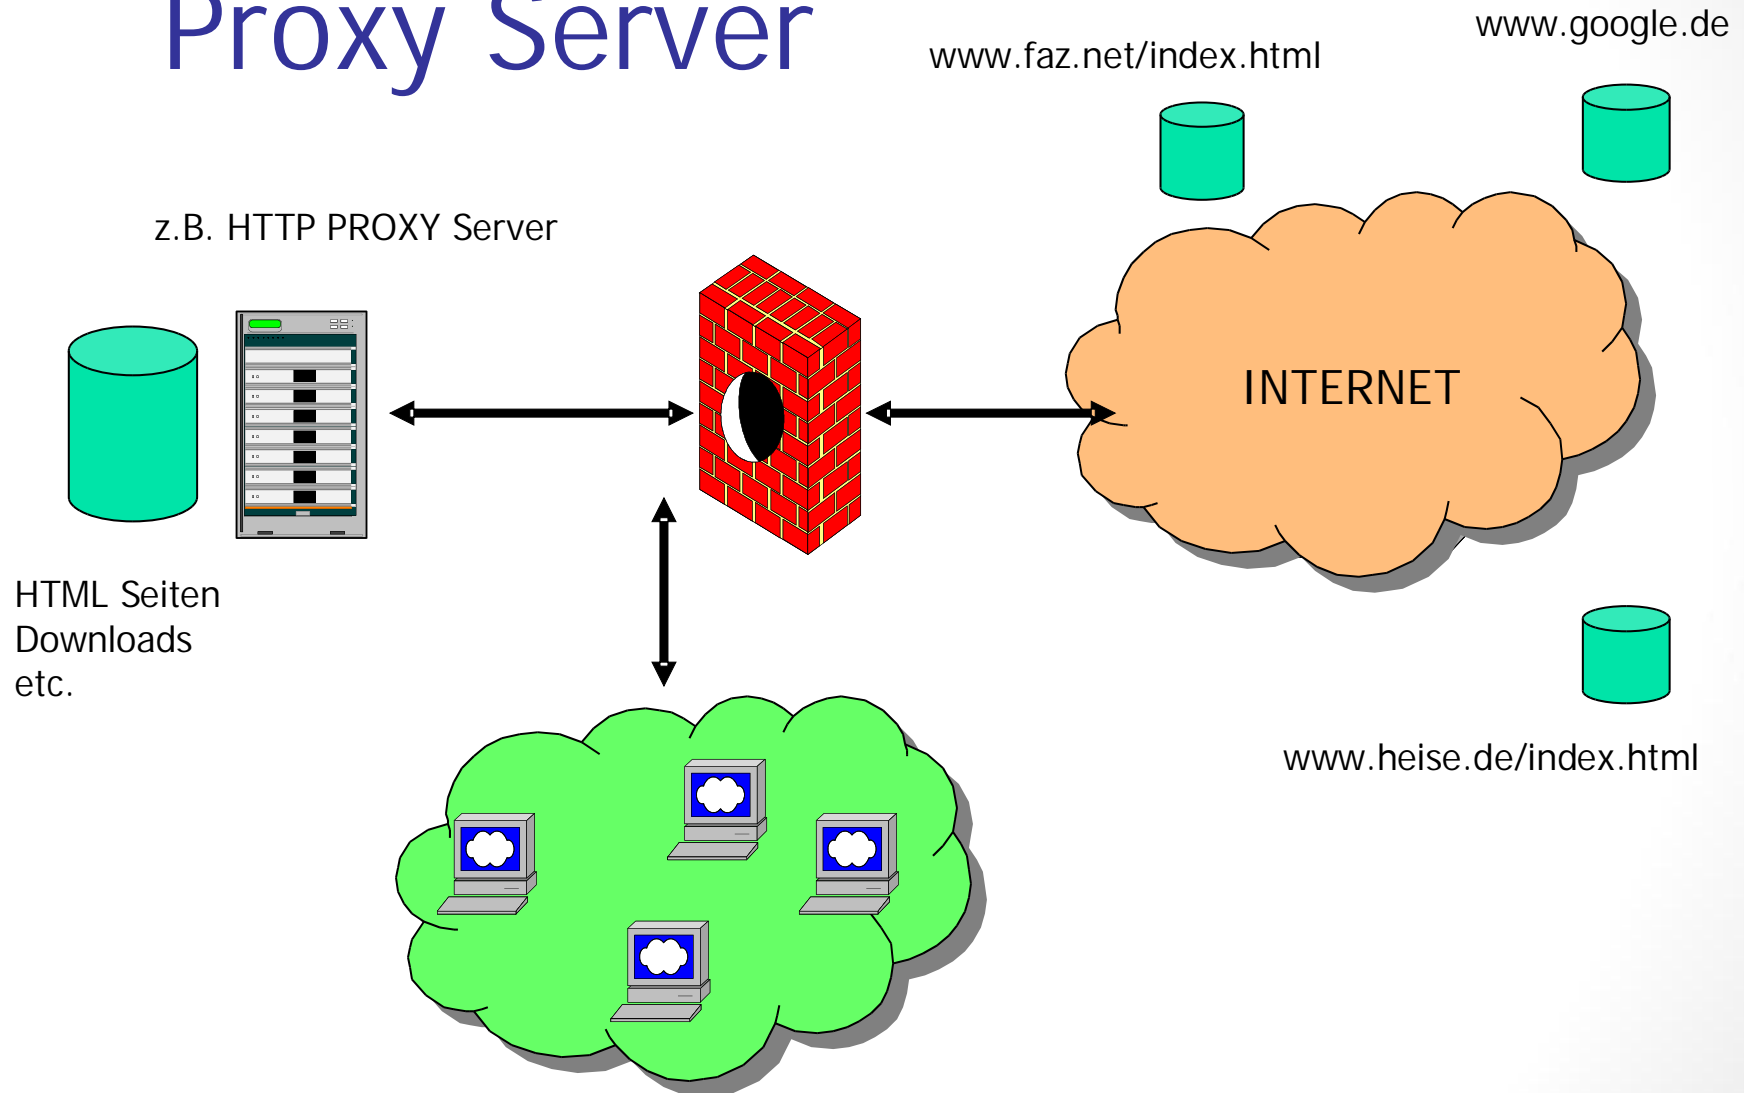 Proxy Server
www.faz.net/index.html
www.google.de
z.B. HTTP PROXY Server
INTERNET
HTML Seiten
Downloads
etc.
www.heise.de/index.html